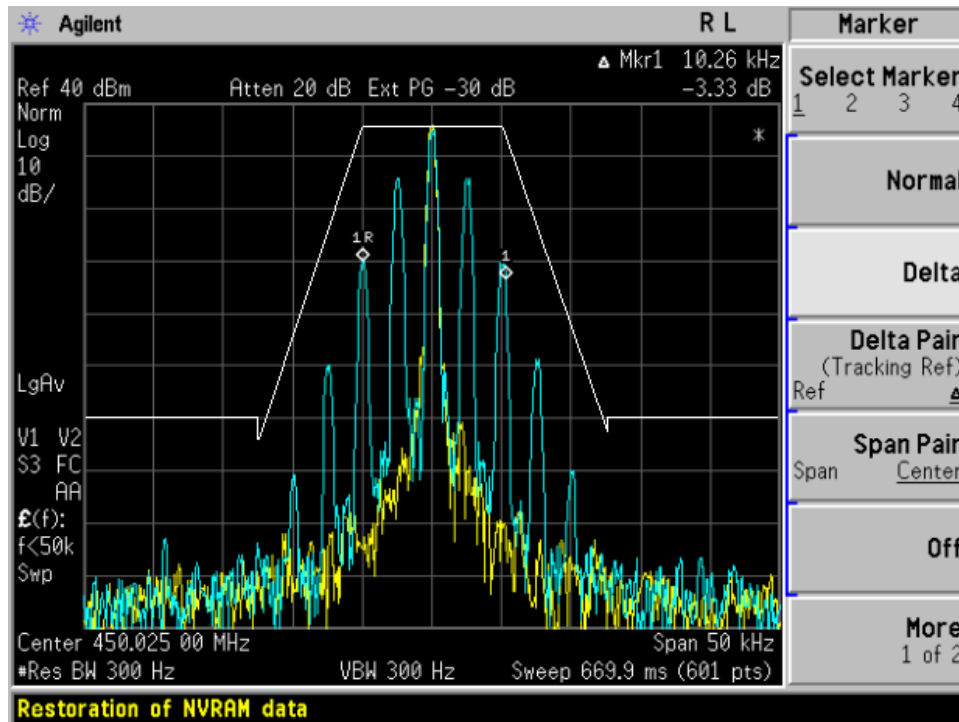 Agilent
R L
Marker
Δ Mkr1 10.26 kHz
Ref 40 dBm Atten 20 dB Ext PG -30 dB -3.33 dB
Norm
Log
10
dB/
*
1R
1
LgAv
V1 V2
S3 FC
AA
£(f):
f<50k
Swp
Center 450.025 00 MHz Span 50 kHz
#Res BW 300 Hz VBW 300 Hz Sweep 669.9 ms (601 pts)
Restoration of NVRAM data
Select Marker
1 2 3 4
Normal
Delta
Delta Pair
(Tracking Ref)
Ref Δ
Span Pair
Span Center
Off
More
1 of 2